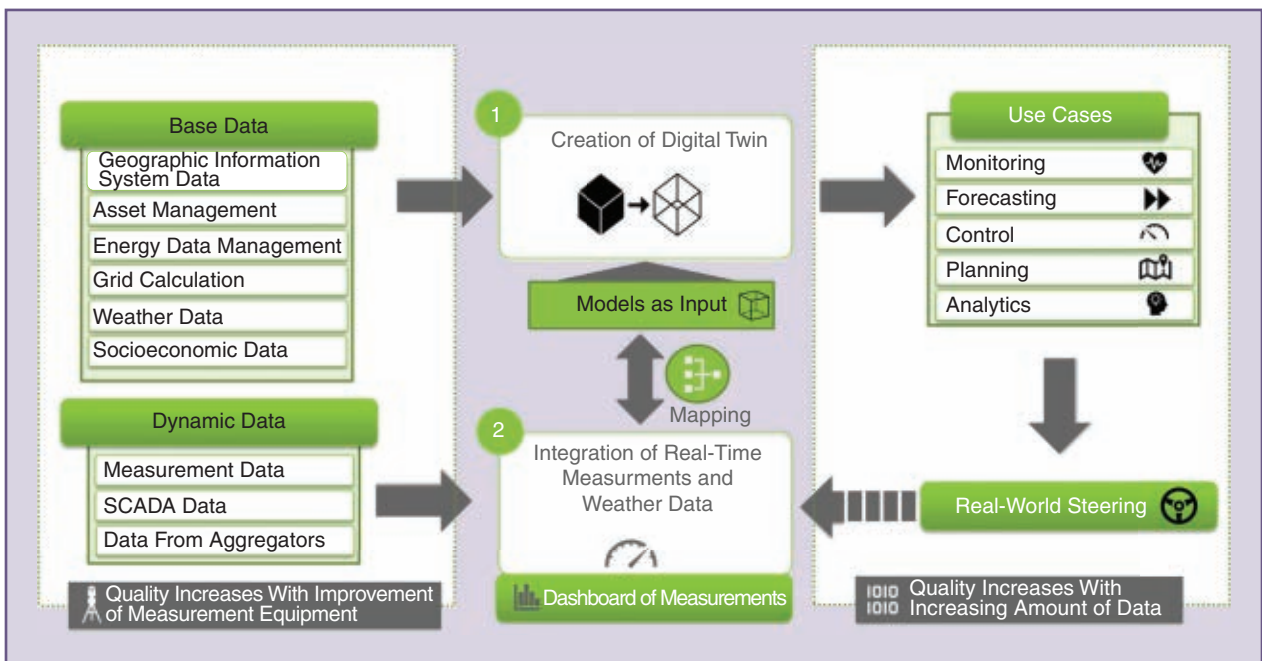 Base Data
Geographic Information
System Data
Asset Management
Energy Data Management
Grid Calculation
Weather Data
Socioeconomic Data
Dynamic Data
Measurement Data
SCADA Data
Data From Aggregators
Quality Increases With Improvement
of Measurement Equipment
1
Creation of Digital Twin
Models as Input
Mapping
2
Integration of Real-Time
Measurments and
Weather Data
Dashboard of Measurements
Use Cases
Monitoring
Forecasting
Control
Planning
Analytics
Real-World Steering
1010
1010
Quality Increases With
Increasing Amount of Data